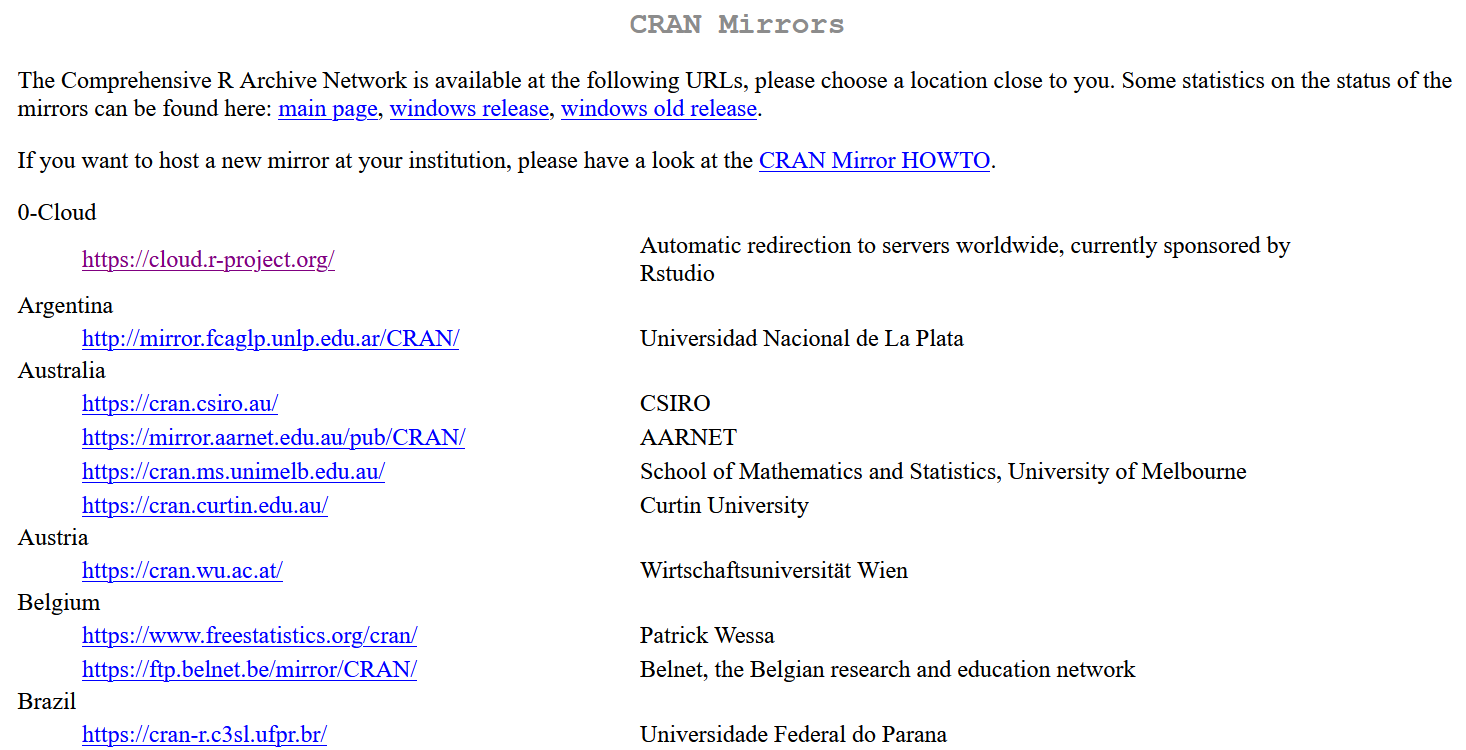 CRAN Mirrors
The Comprehensive R Archive Network is available at the following URLs, please choose a location close to you. Some statistics on the status of the
mirrors can be found here: main page, windows release, windows old release.
If you want to host a new mirror at your institution, please have a look at the CRAN Mirror HOWTO.
0-Cloud
https://cloud.r-project.org/ Automatic redirection to servers worldwide, currently sponsored by
Rstudio
Argentina
http://mirror.fcaglp.unlp.edu.ar/CRAN/ Universidad Nacional de La Plata
Australia
https://cran.csiro.au/ CSIRO
https://mirror.aarnet.edu.au/pub/CRAN/ AARNET
https://cran.ms.unimelb.edu.au/ School of Mathematics and Statistics, University of Melbourne
https://cran.curtin.edu.au/ Curtin University
Austria
https://cran.wu.ac.at/ Wirtschaftsuniversität Wien
Belgium
https://www.freestatistics.org/cran/ Patrick Wessa
https://ftp.belnet.be/mirror/CRAN/ Belnet, the Belgian research and education network
Brazil
https://cran-r.c3sl.ufpr.br/ Universidade Federal do Parana